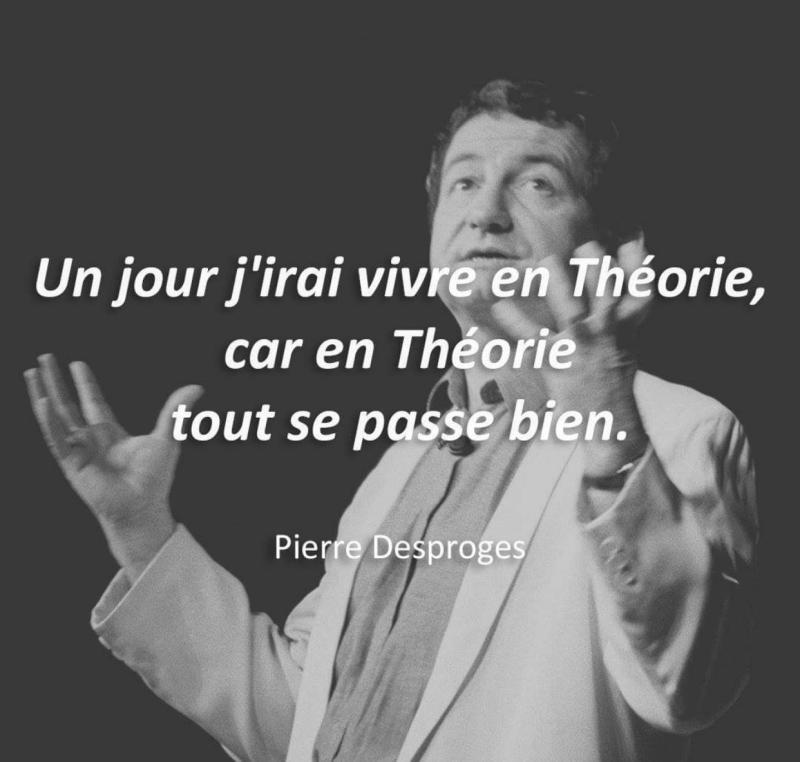 Un jour j'irai vivre en Théorie,
car en Théorie
tout se passe bien.
Pierre Desproges